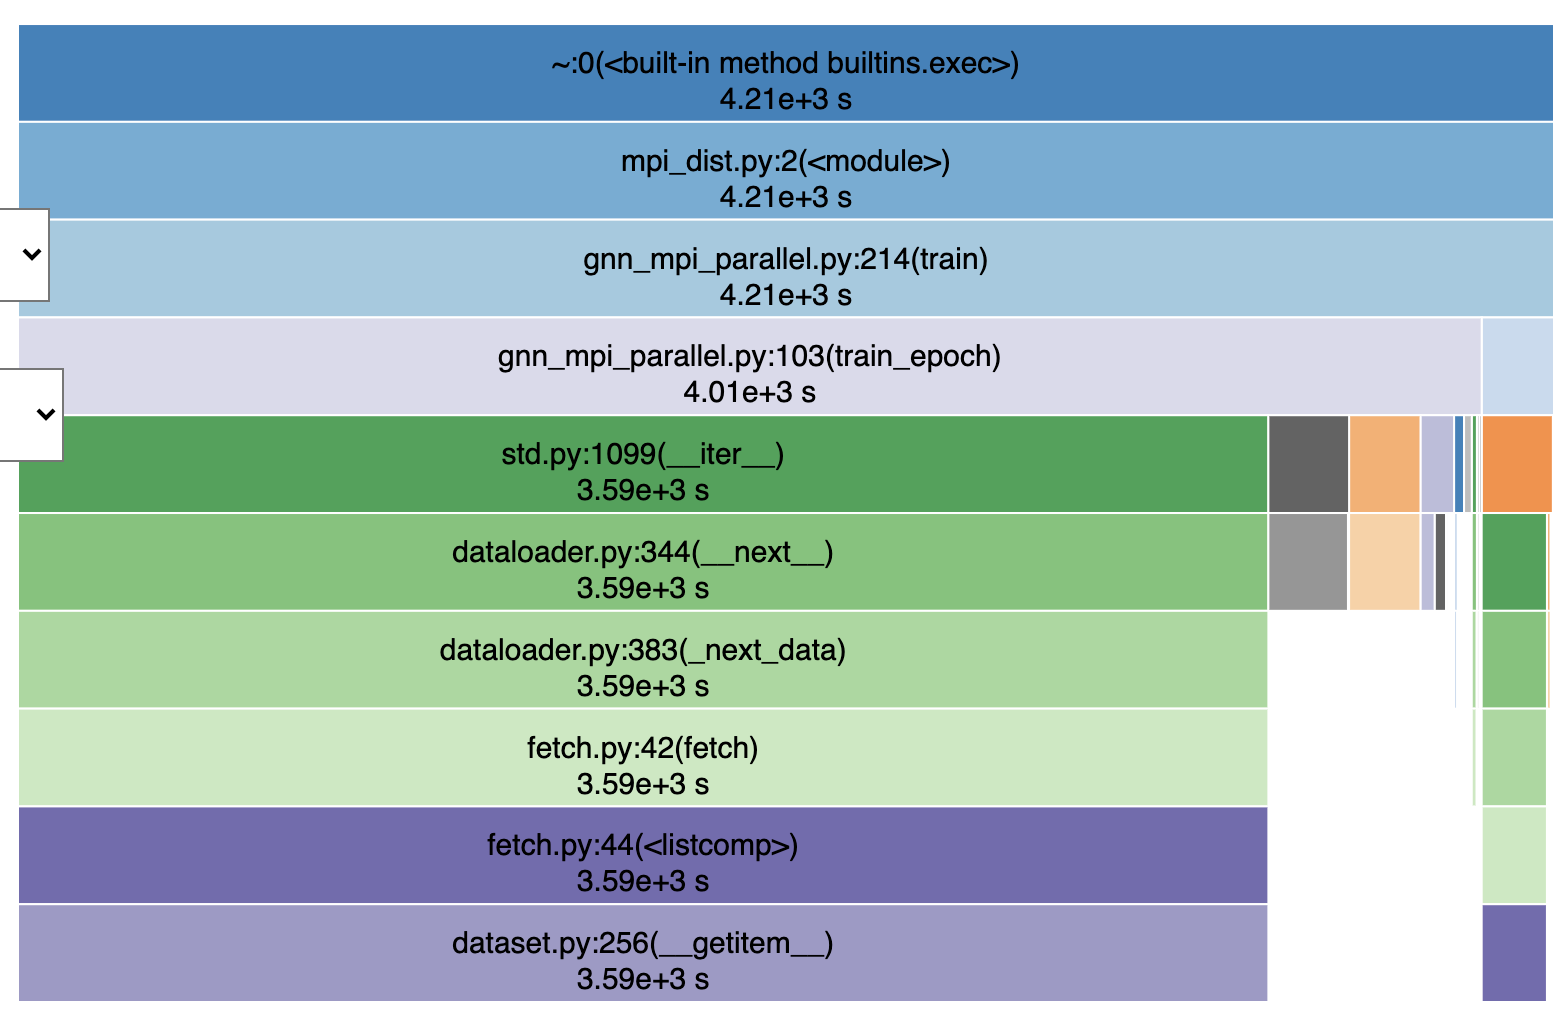 ~:0(<built-in method builtins.exec>)
4.21e+3 s
mpi_dist.py:2(<module>)
4.21e+3 s
gnn_mpi_parallel.py:214(train)
4.21e+3 s
gnn_mpi_parallel.py:103(train_epoch)
4.01e+3 s
std.py:1099(__iter__)
3.59e+3 s
dataloader.py:344(__next__)
3.59e+3 s
dataloader.py:383(_next_data)
3.59e+3 s
fetch.py:42(fetch)
3.59e+3 s
fetch.py:44(<listcomp>)
3.59e+3 s
dataset.py:256(__getitem__)
3.59e+3 s